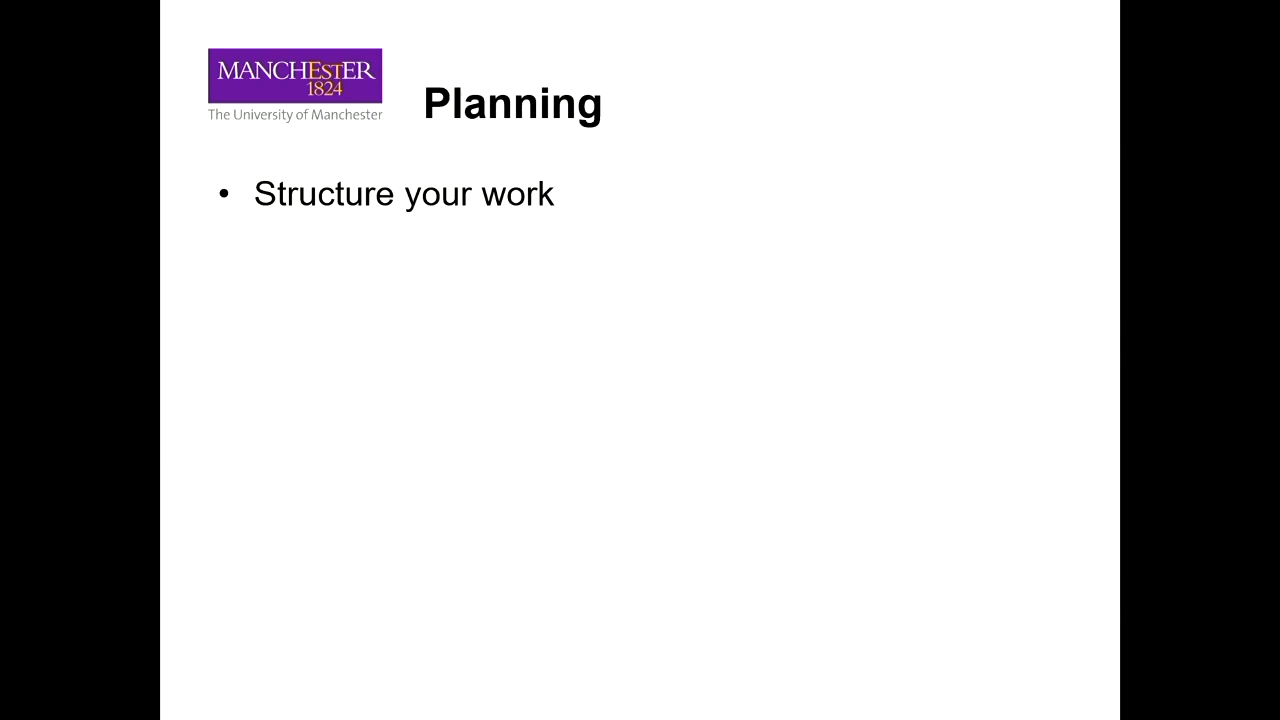 MANCHESTER
1824
The University of Manchester
Planning
• Structure your work